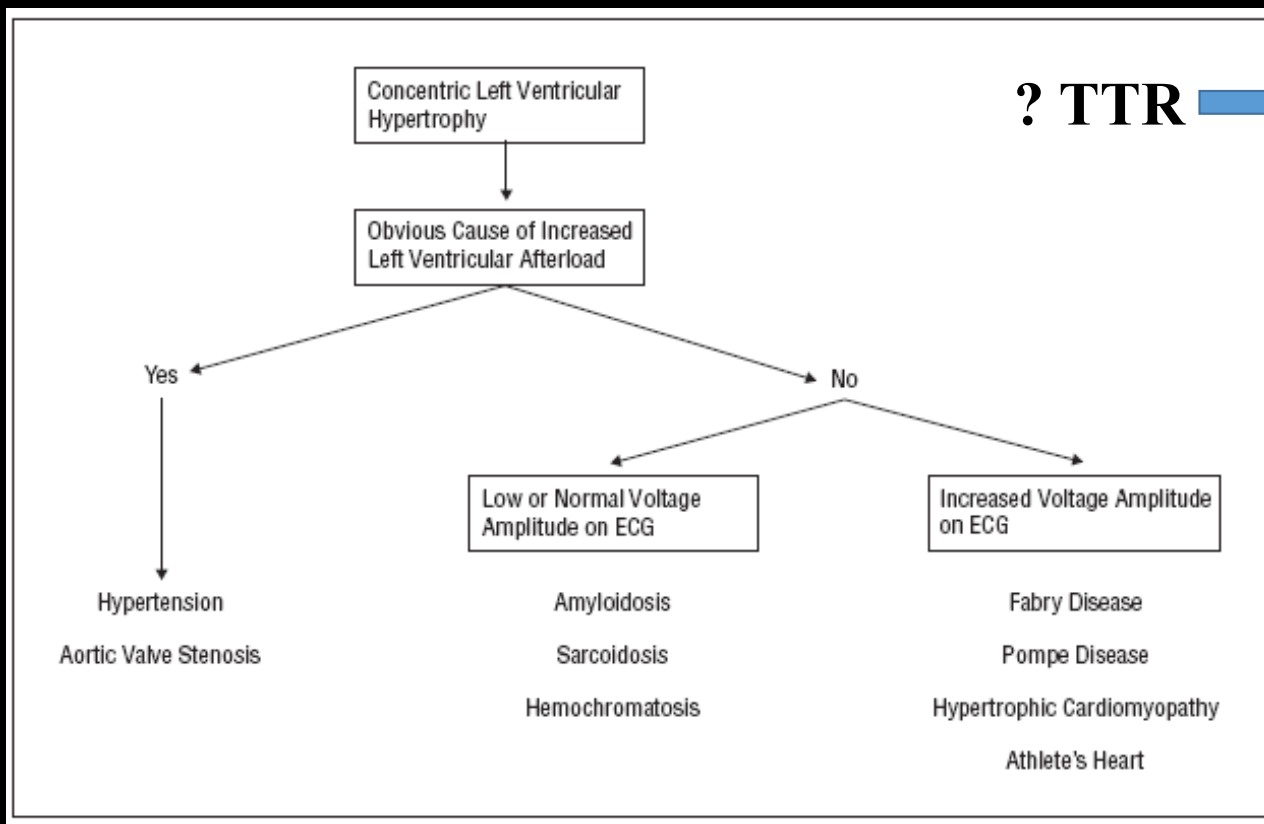 Concentric Left Ventricular
Hypertrophy
? TTR
Obvious Cause of Increased
Left Ventricular Afterload
Yes
No
Low or Normal Voltage
Amplitude on ECG
Increased Voltage Amplitude
on ECG
Hypertension
Aortic Valve Stenosis
Amyloidosis
Sarcoidosis
Hemochromatosis
Fabry Disease
Pompe Disease
Hypertrophic Cardiomyopathy
Athlete's Heart